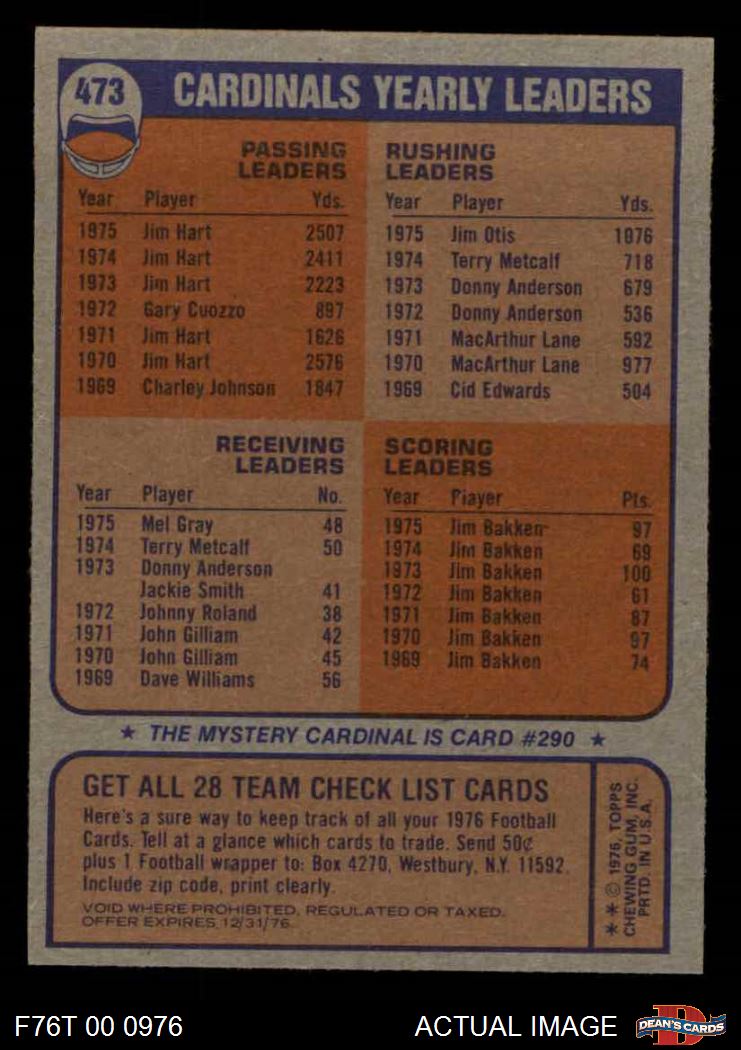 473
CARDINALS YEARLY LEADERS
PASSING
LEADERS
Year Player Yds.
1975 Jim Hart 2507
1974 Jim Hart 2411
1973 Jim Hart 2223
1972 Gary Cuozzo 897
1971 Jim Hart 1626
1970 Jim Hart 2576
1969 Charley Johnson 1847
RUSHING
LEADERS
Year Player Yds.
1975 Jim Otis 1076
1974 Terry Metcalf 718
1973 Donny Anderson 679
1972 Donny Anderson 536
1971 MacArthur Lane 592
1970 MacArthur Lane 977
1969 Cid Edwards 504
RECEIVING
LEADERS
Year Player No.
1975 Mel Gray 48
1974 Terry Metcalf 50
1973 Donny Anderson
Jackie Smith 41
1972 Johnny Roland 38
1971 John Gilliam 42
1970 John Gilliam 45
1969 Dave Williams 56
SCORING
LEADERS
Year Player Pts.
1975 Jim Bakken 97
1974 Jim Bakken 69
1973 Jim Bakken 100
1972 Jim Bakken 61
1971 Jim Bakken 87
1970 Jim Bakken 97
1969 Jim Bakken 74
★ THE MYSTERY CARDINAL IS CARD #290 ★
GET ALL 28 TEAM CHECK LIST CARDS
Here's a sure way to keep track of all your 1976 Football
Cards. Tell at a glance which cards to trade. Send 50¢
plus 1 Football wrapper to: Box 4270, Westbury, N.Y. 11592.
Include zip code, print clearly.
VOID WHERE PROHIBITED, REGULATED OR TAXED.
OFFER EXPIRES 12/31/76.
** © 1976, TOPPS
CHEWING GUM, INC.
PRTD. IN U.S.A.
F76T 00 0976
ACTUAL IMAGE
D
DEAN'S CARDS